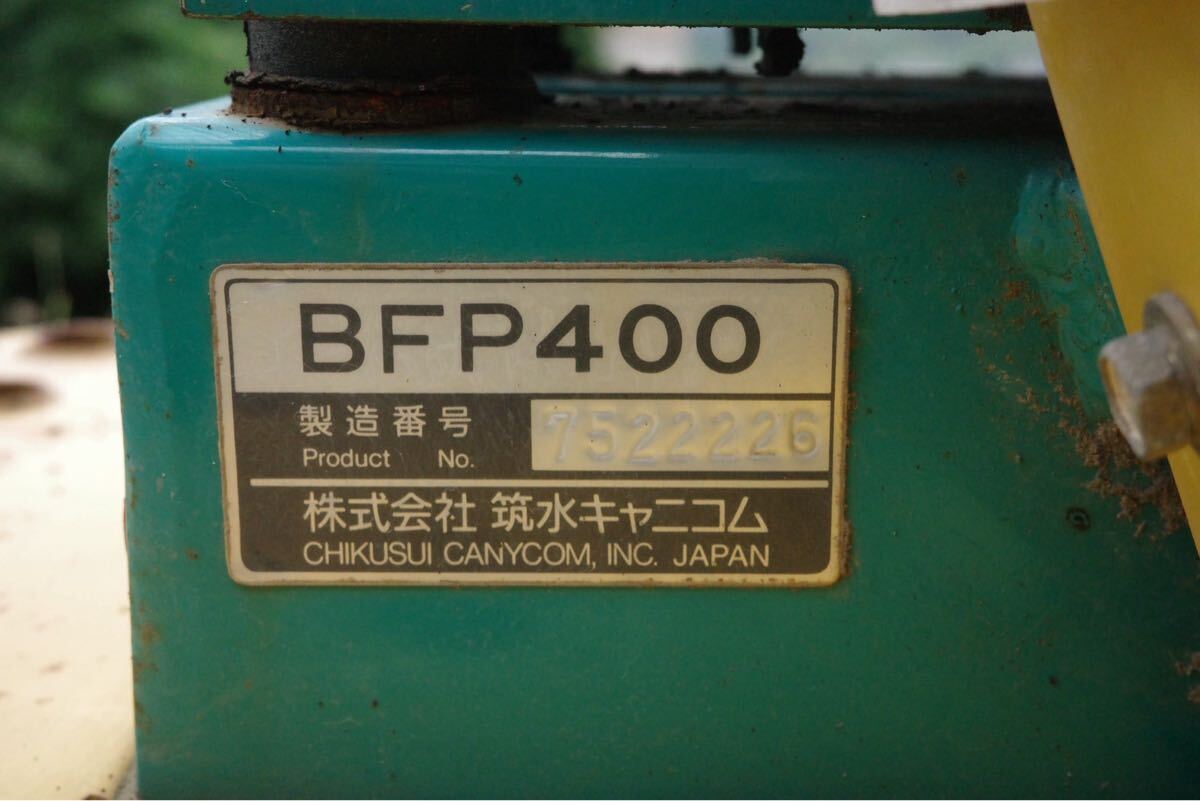 BFP400
製造番号 7522226
Product No.
株式会社 筑水キャニコム
CHIKUSUI CANYCOM, INC. JAPAN